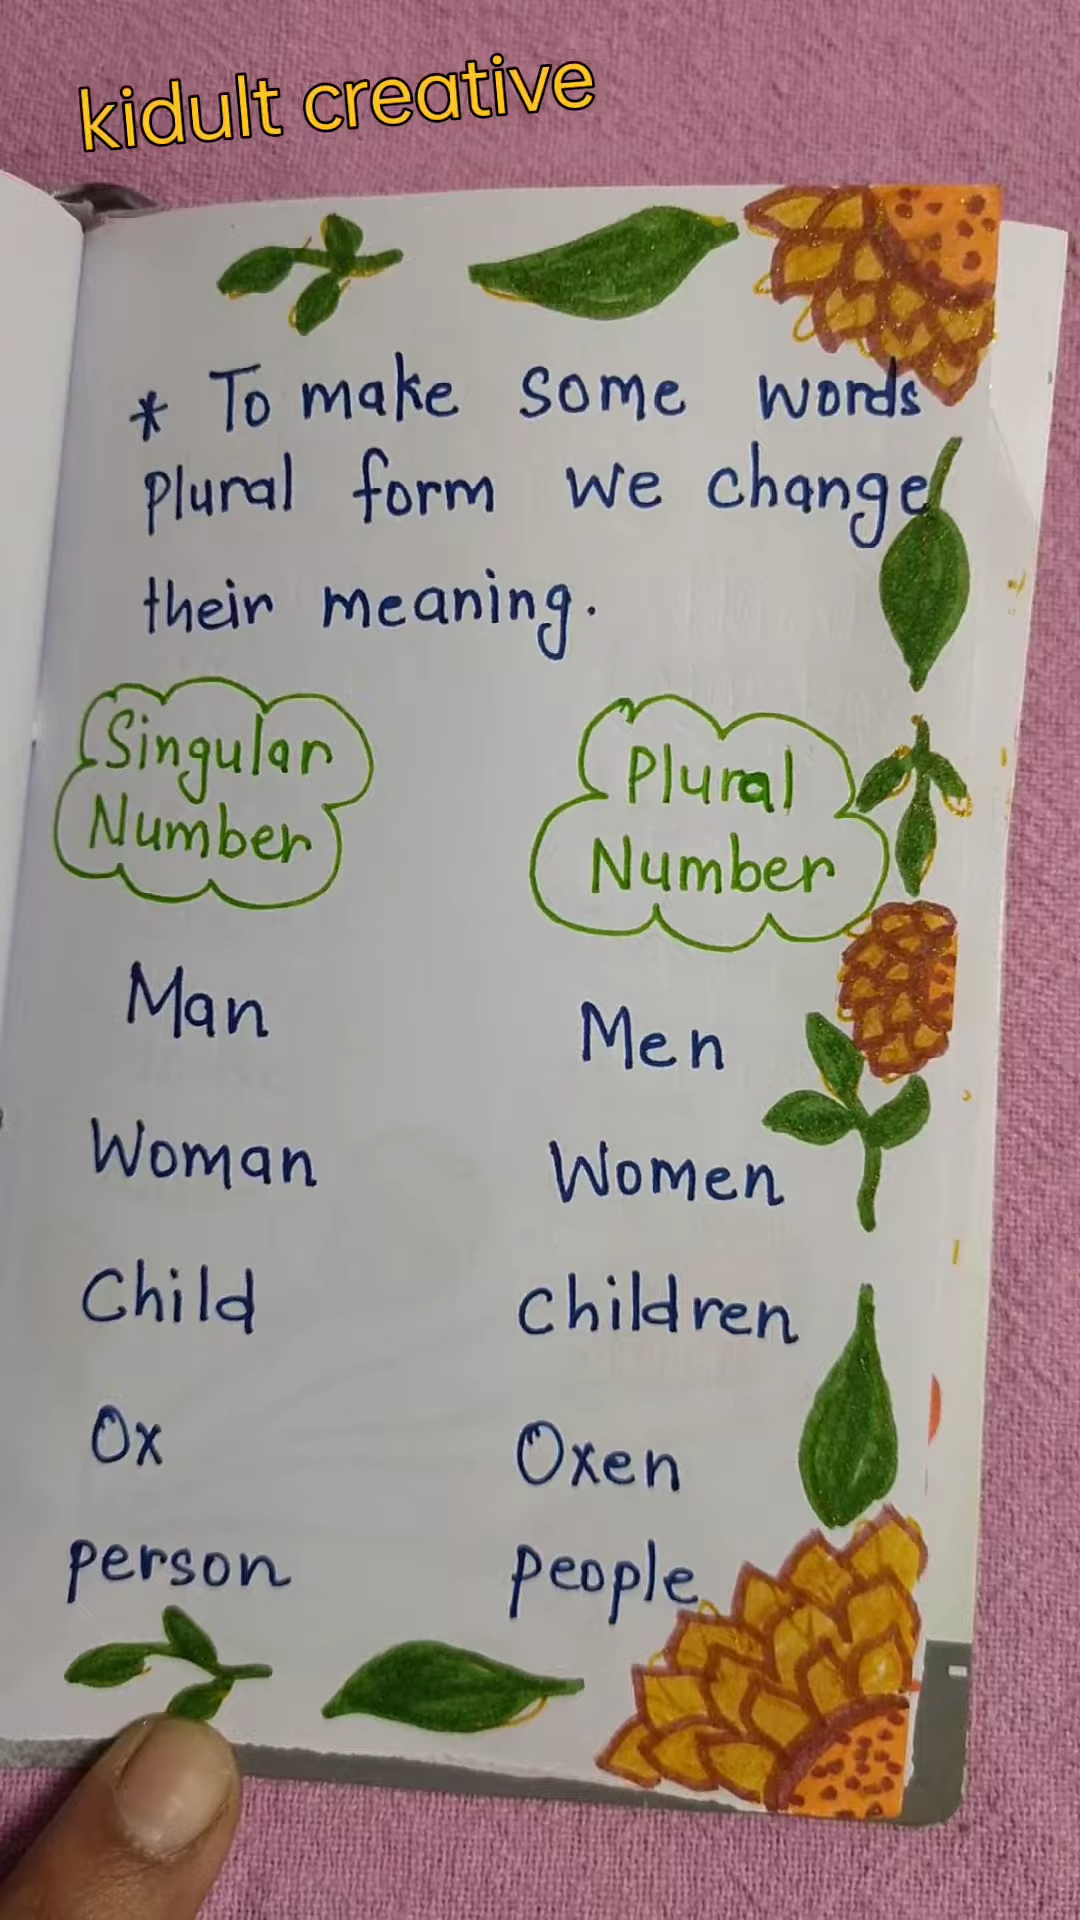 kidult creative
* To make some words
plural form we change
their meaning.
Singular
Number
Plural
Number
Man Men
Woman Women
Child Children
Ox Oxen
person people